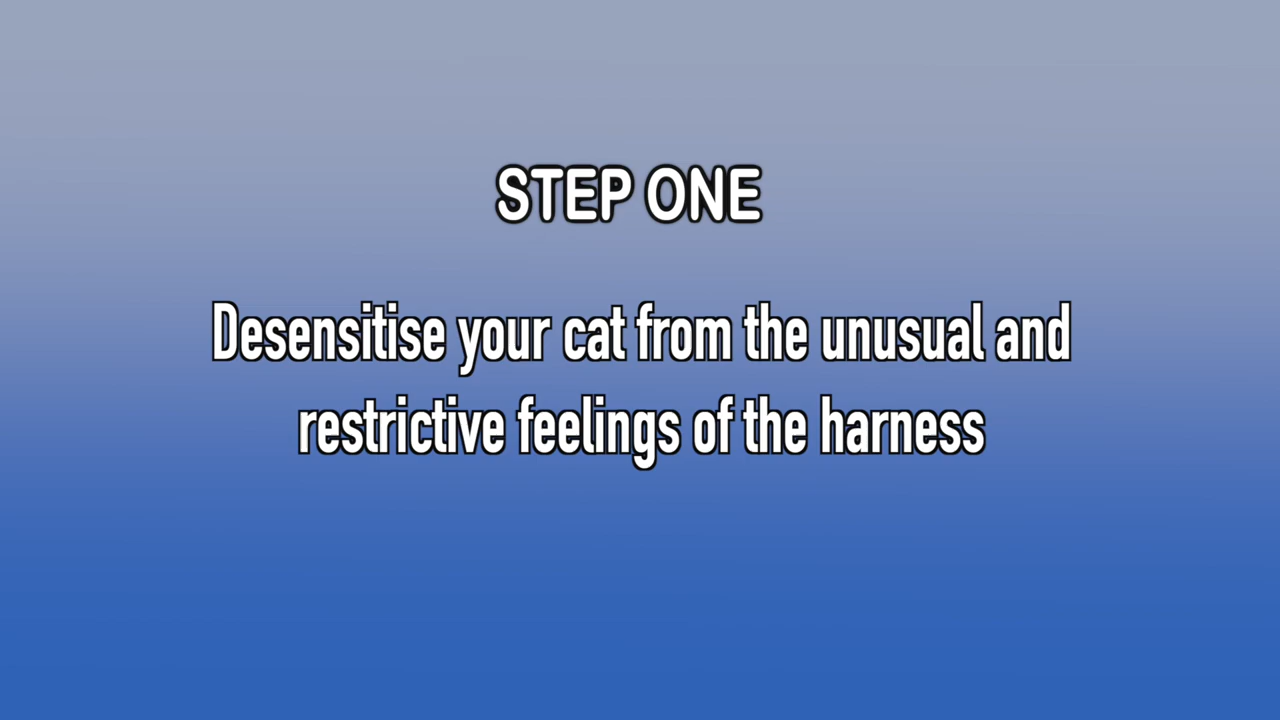 STEP ONE
Desensitise your cat from the unusual and
restrictive feelings of the harness